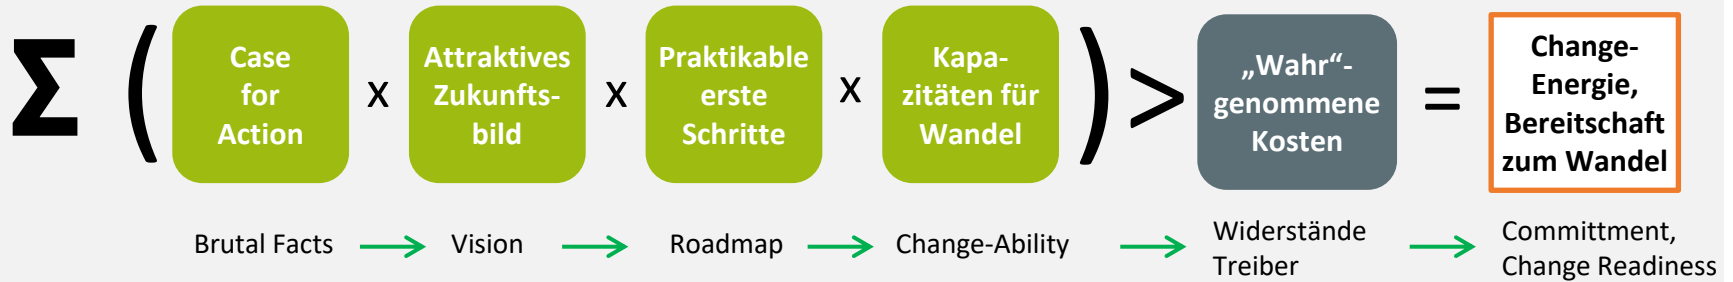 Σ (
Case
for
Action
x
Attraktives
Zukunfts-
bild
x
Praktikable
erste
Schritte
x
Kapa-
zitäten für
Wandel
) >
„Wahr“-
genommene
Kosten
=
Change-
Energie,
Bereitschaft
zum Wandel
Brutal Facts
Vision
Roadmap
Change-Ability
Widerstände
Treiber
Committment,
Change Readiness